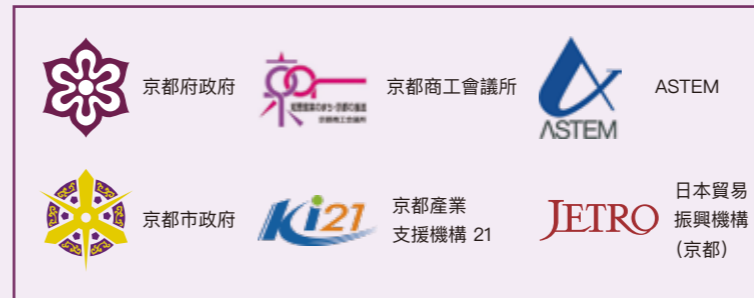 京都府政府
京都商工會議所
ASTEM
ASTEM
京都市政府
Ki21
京都產業
支援機構 21
JETRO
日本貿易
振興機構
(京都)